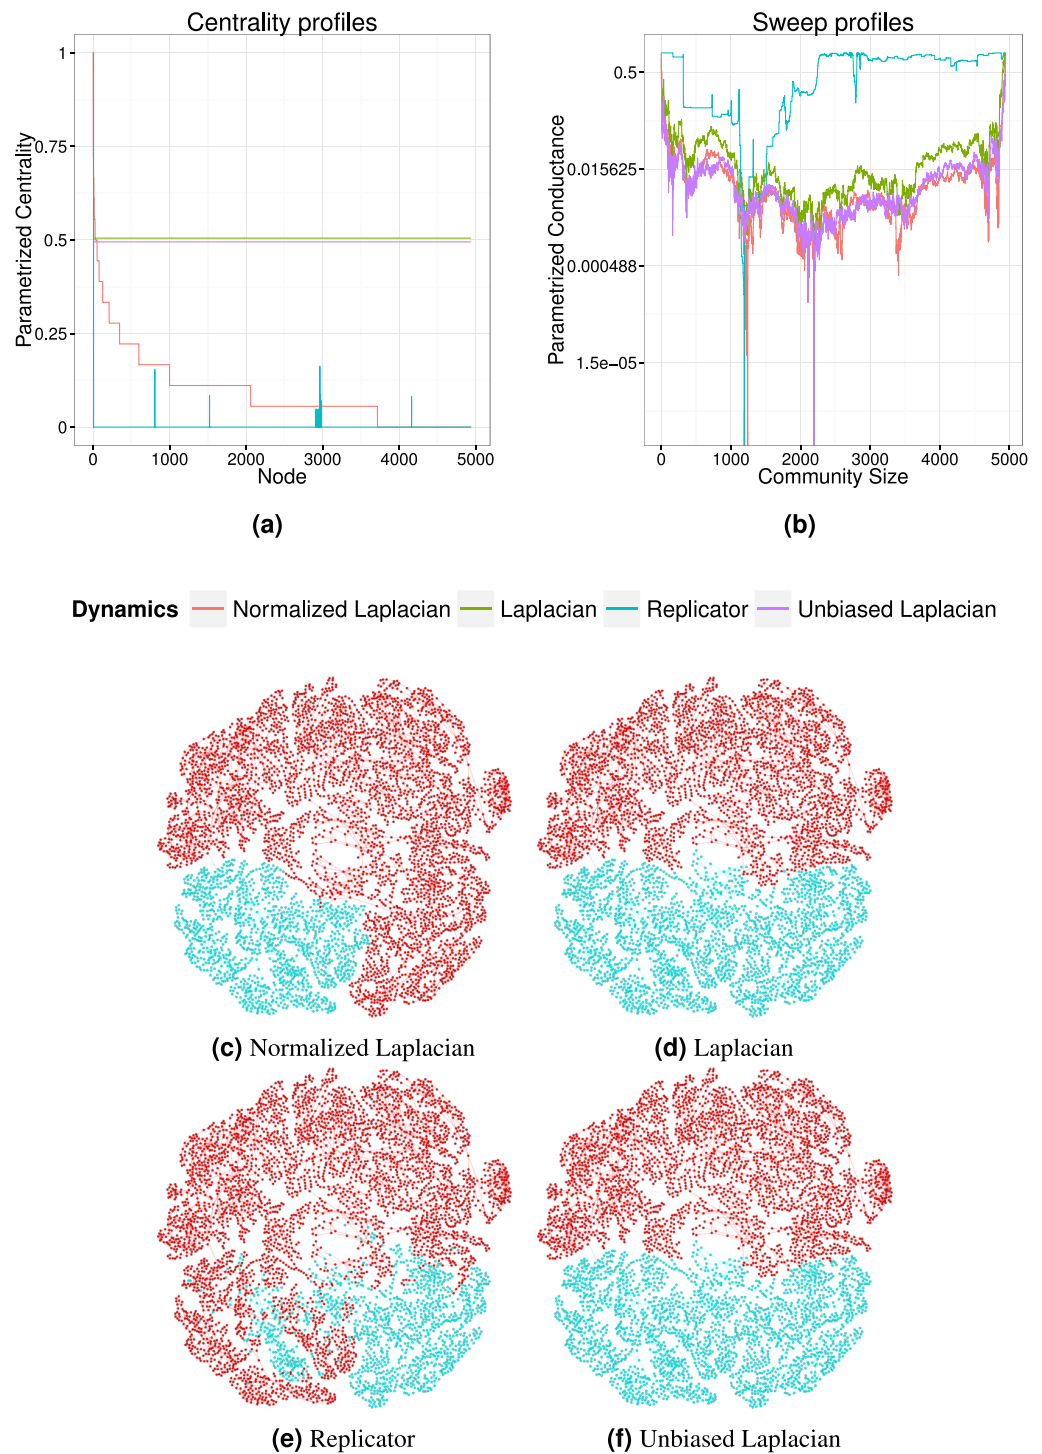 Centrality profiles
Sweep profiles
Parametrized Centrality
1
0.75
0.5
0.25
0
0 1000 2000 3000 4000 5000
Node
Parametrized Conductance
0.5
0.015625
0.000488
1.5e−05
0 1000 2000 3000 4000 5000
Community Size
(a)
(b)
Dynamics Normalized Laplacian Laplacian Replicator Unbiased Laplacian
(c) Normalized Laplacian
(d) Laplacian
(e) Replicator
(f) Unbiased Laplacian